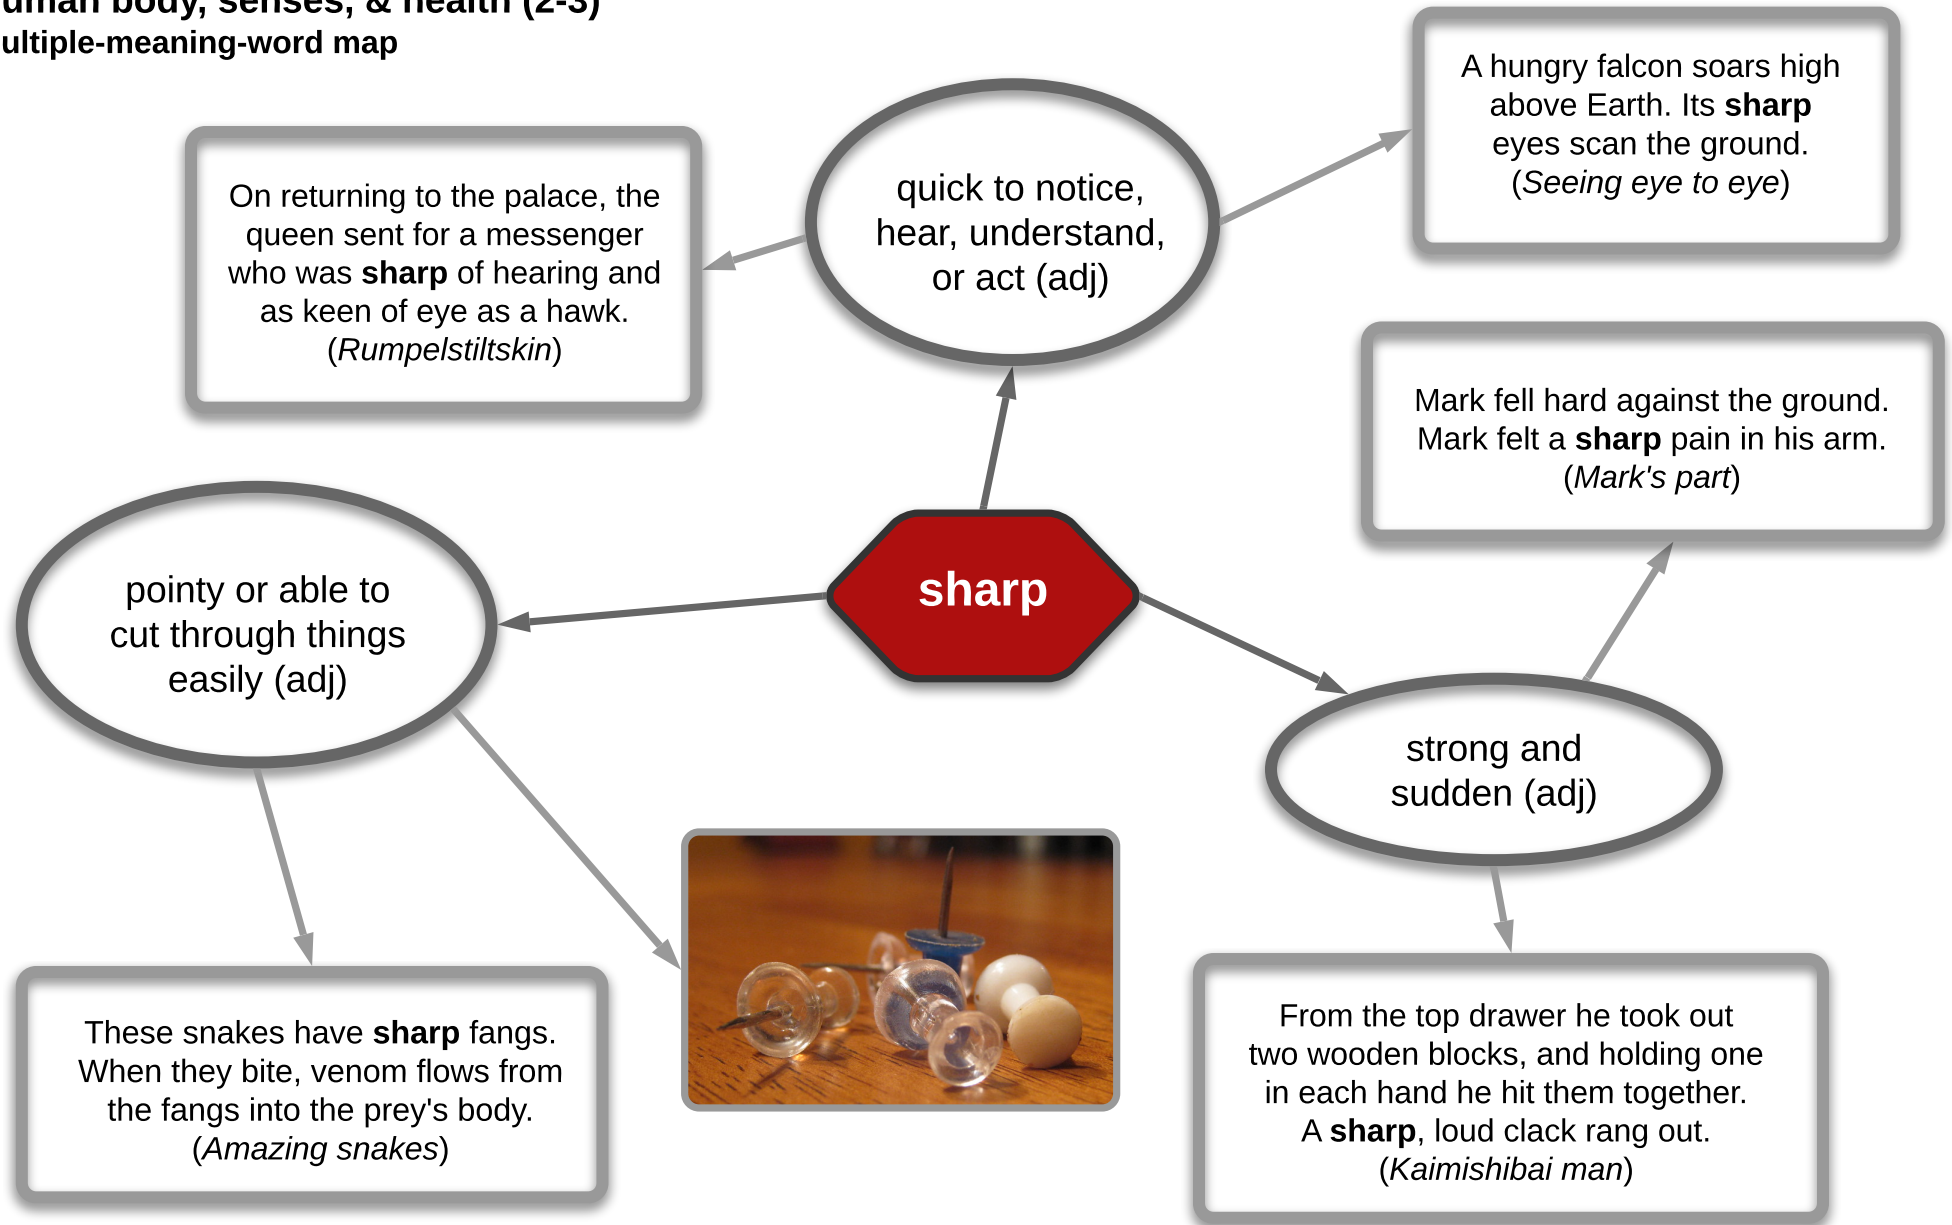 uman body, senses, & health (2-3)
ultiple-meaning-word map
A hungry falcon soars high
above Earth. Its sharp
eyes scan the ground.
(Seeing eye to eye)
quick to notice,
hear, understand,
or act (adj)
On returning to the palace, the
queen sent for a messenger
who was sharp of hearing and
as keen of eye as a hawk.
(Rumpelstiltskin)
Mark fell hard against the ground.
Mark felt a sharp pain in his arm.
(Mark's part)
sharp
pointy or able to
cut through things
easily (adj)
strong and
sudden (adj)
These snakes have sharp fangs.
When they bite, venom flows from
the fangs into the prey's body.
(Amazing snakes)
From the top drawer he took out
two wooden blocks, and holding one
in each hand he hit them together.
A sharp, loud clack rang out.
(Kaimishibai man)